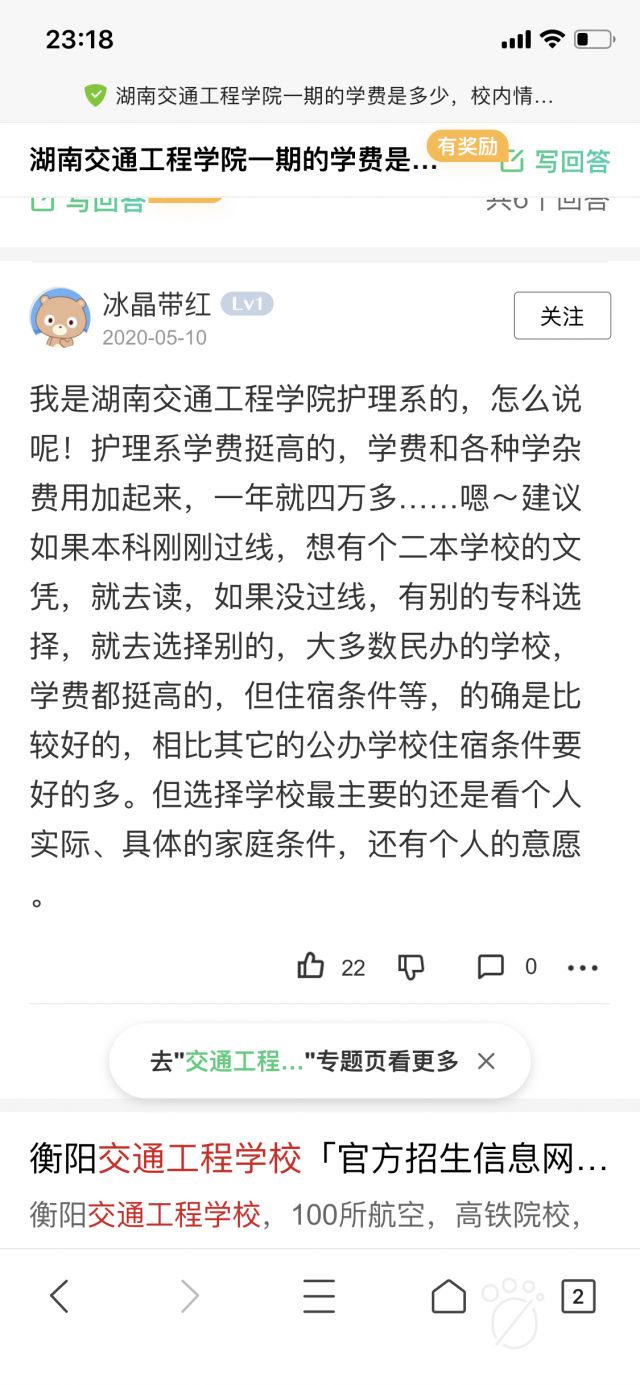 23:18
湖南交通工程学院一期的学费是多少，校内情…
湖南交通工程学院一期的学费是…
有奖励
写回答
写回答
共6个回答
冰晶带红 Lv1
2020-05-10
关注
我是湖南交通工程学院护理系的，怎么说
呢！护理系学费挺高的，学费和各种学杂
费用加起来，一年就四万多……嗯～建议
如果本科刚刚过线，想有个二本学校的文
凭，就去读，如果没过线，有别的专科选
择，就去选择别的，大多数民办的学校，
学费都挺高的，但住宿条件等，的确是比
较好的，相比其它的公办学校住宿条件要
好的多。但选择学校最主要的还是看个人
实际、具体的家庭条件，还有个人的意愿
。
22
0
去"交通工程…"专题页看更多
衡阳交通工程学校「官方招生信息网…
衡阳交通工程学校，100所航空，高铁院校，
2